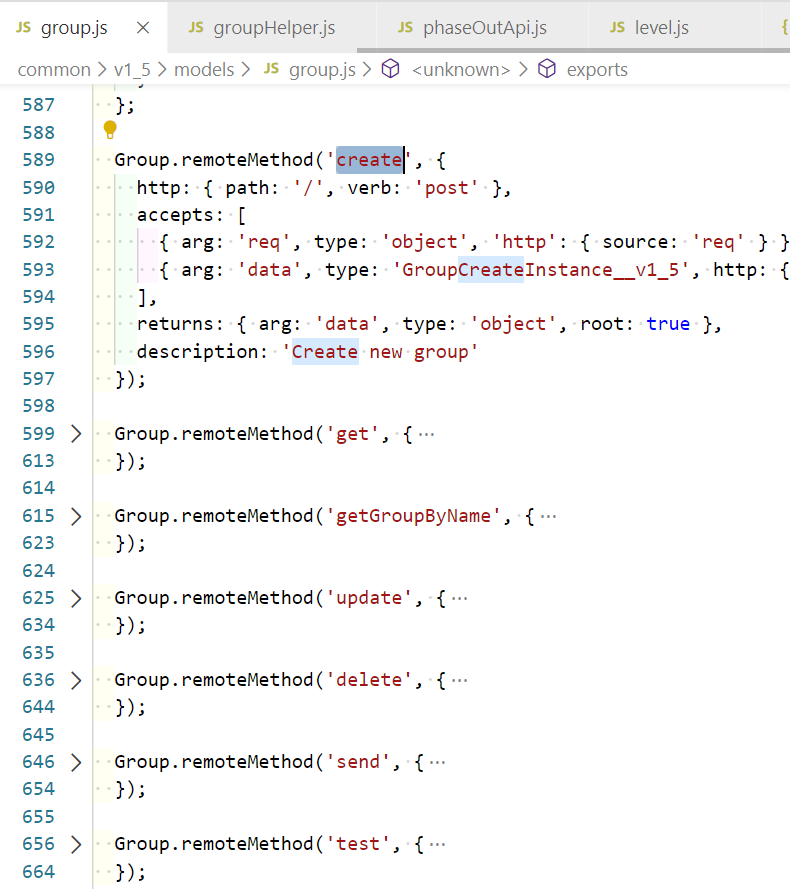 JS group.js × JS groupHelper.js JS phaseOutApi.js JS level.js {
common > v1_5 > models > JS group.js > <unknown> > exports
587 };
588
589 Group.remoteMethod('create', {
590 http: { path: '/', verb: 'post' },
591 accepts: [
592 { arg: 'req', type: 'object', 'http': { source: 'req' } }
593 { arg: 'data', type: 'GroupCreateInstance__v1_5', http: {
594 ],
595 returns: { arg: 'data', type: 'object', root: true },
596 description: 'Create new group'
597 });
598
599 > Group.remoteMethod('get', { ···
613 });
614
615 > Group.remoteMethod('getGroupByName', { ···
623 });
624
625 > Group.remoteMethod('update', { ···
634 });
635
636 > Group.remoteMethod('delete', { ···
644 });
645
646 > Group.remoteMethod('send', { ···
654 });
655
656 > Group.remoteMethod('test', { ···
664 });